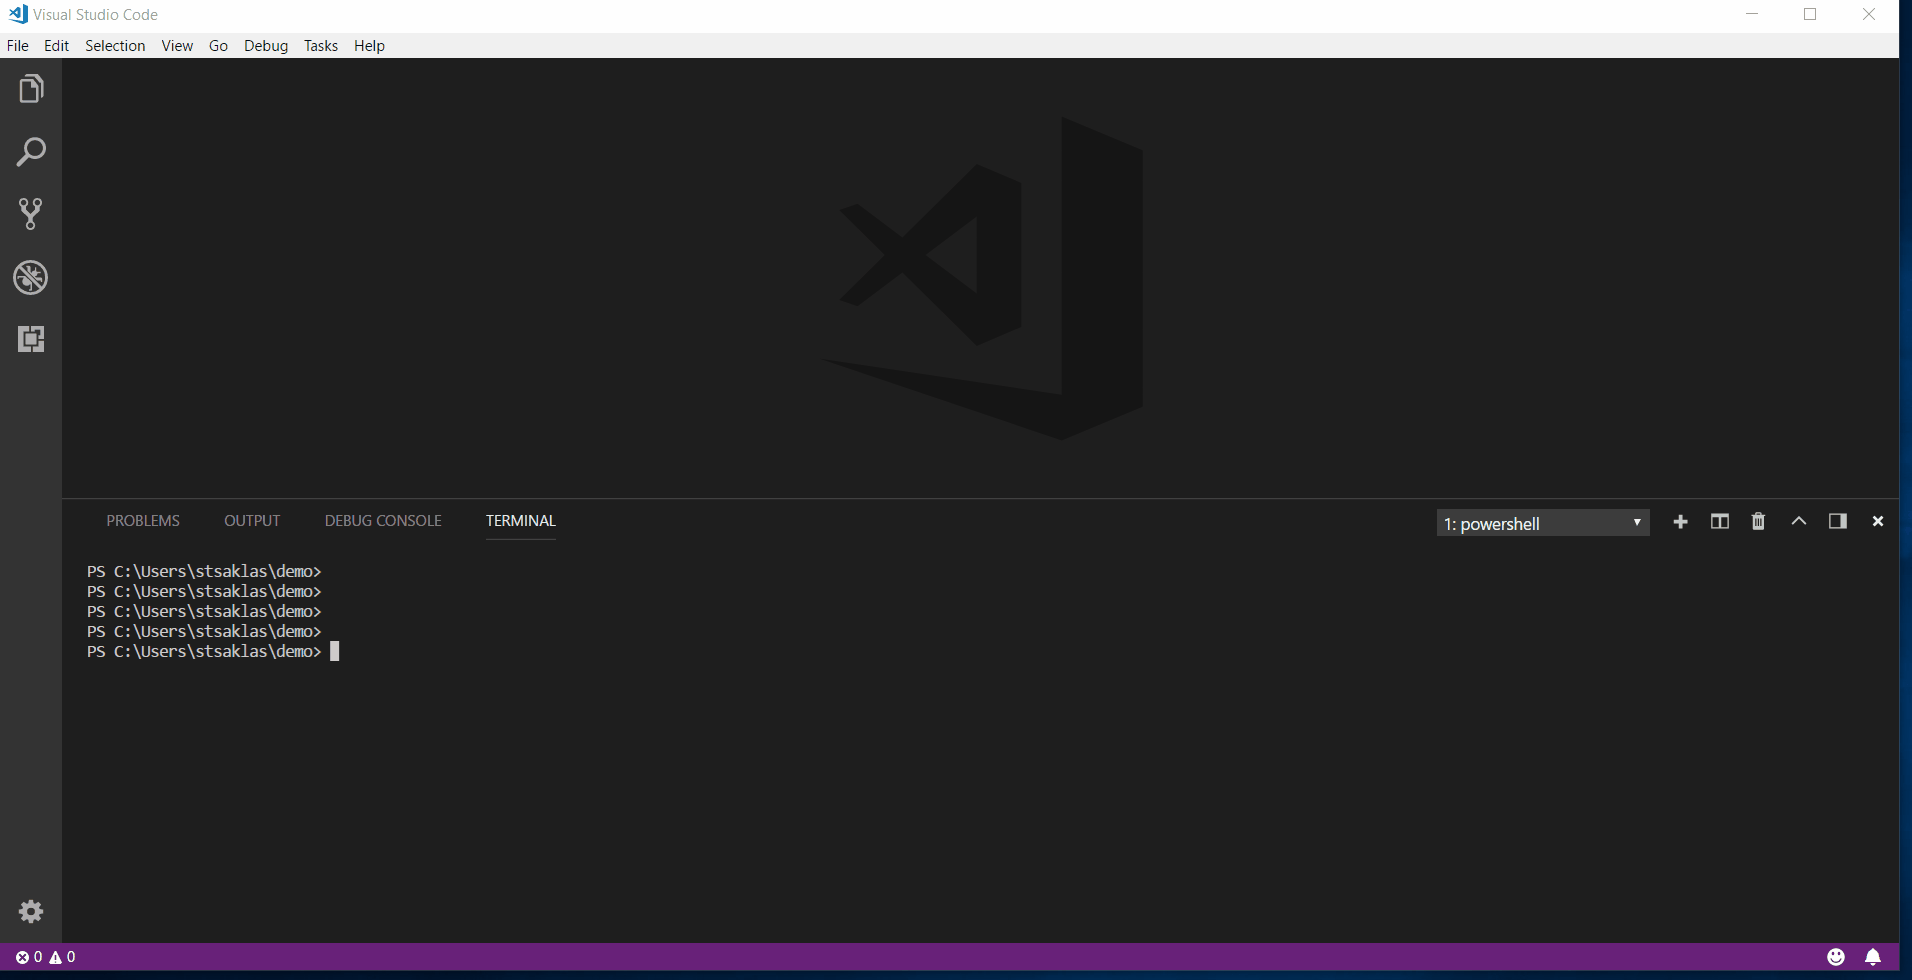 Visual Studio Code
File Edit Selection View Go Debug Tasks Help
PROBLEMS OUTPUT DEBUG CONSOLE TERMINAL 1: powershell
PS C:\Users\stsaklas\demo>
PS C:\Users\stsaklas\demo>
PS C:\Users\stsaklas\demo>
PS C:\Users\stsaklas\demo>
PS C:\Users\stsaklas\demo>
0 0